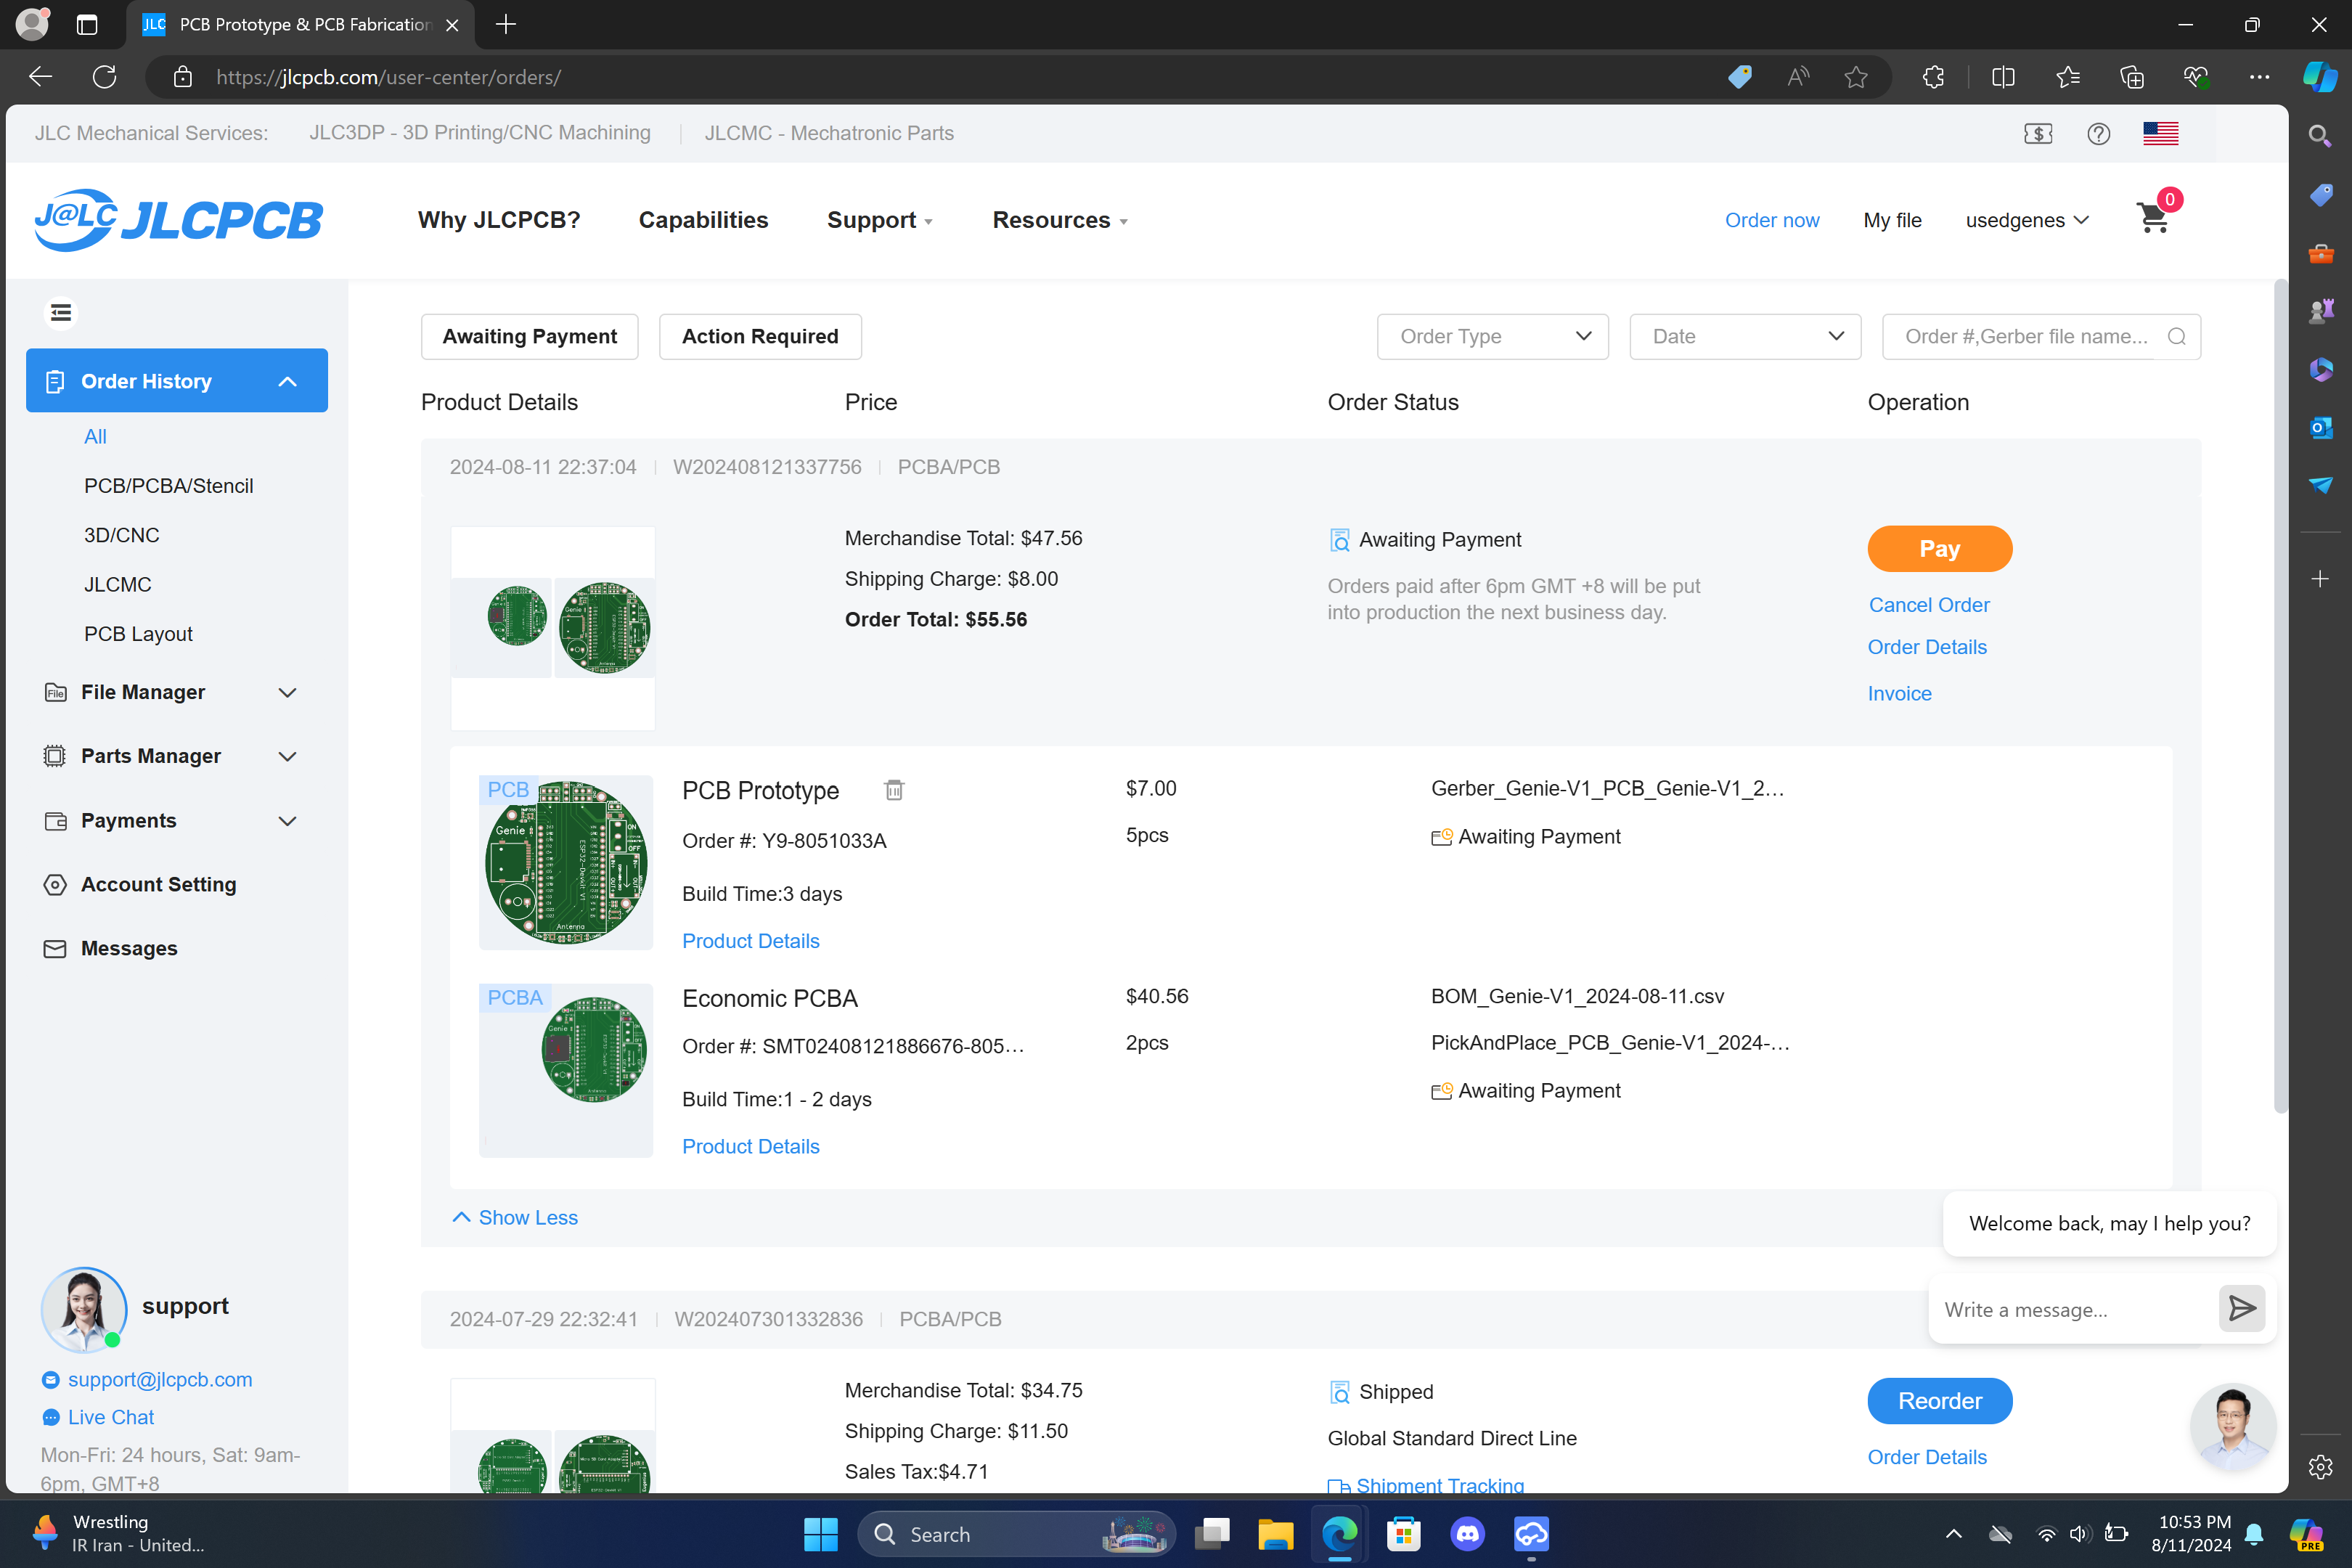 JLC PCB Prototype & PCB Fabrication
https://jlcpcb.com/user-center/orders/
JLC Mechanical Services: JLC3DP - 3D Printing/CNC Machining JLCMC - Mechatronic Parts
J@LC JLCPCB Why JLCPCB? Capabilities Support Resources Order now My file usedgenes 0
Awaiting Payment Action Required Order Type Date Order #,Gerber file name...
Order History
All
PCB/PCBA/Stencil
3D/CNC
JLCMC
PCB Layout
File Manager
Parts Manager
Payments
Account Setting
Messages
support
support@jlcpcb.com
Live Chat
Mon-Fri: 24 hours, Sat: 9am-
6pm, GMT+8
Product Details Price Order Status Operation
2024-08-11 22:37:04 W202408121337756 PCBA/PCB
Merchandise Total: $47.56
Shipping Charge: $8.00
Order Total: $55.56
Awaiting Payment
Orders paid after 6pm GMT +8 will be put
into production the next business day.
Pay
Cancel Order
Order Details
Invoice
PCB
Genie
ESP32-Devkit V1
ON
OFF
Antenna
PCB Prototype
Order #: Y9-8051033A
Build Time:3 days
Product Details
$7.00
5pcs
Gerber_Genie-V1_PCB_Genie-V1_2...
Awaiting Payment
PCBA
Genie
Economic PCBA
Order #: SMT02408121886676-805...
Build Time:1 - 2 days
Product Details
$40.56
2pcs
BOM_Genie-V1_2024-08-11.csv
PickAndPlace_PCB_Genie-V1_2024-...
Awaiting Payment
Show Less
Welcome back, may I help you?
Write a message...
2024-07-29 22:32:41 W202407301332836 PCBA/PCB
Merchandise Total: $34.75
Shipping Charge: $11.50
Sales Tax:$4.71
Shipped
Global Standard Direct Line
Shipment Tracking
Reorder
Order Details
Wrestling
IR Iran - United...
Search
10:53 PM
8/11/2024
PRE